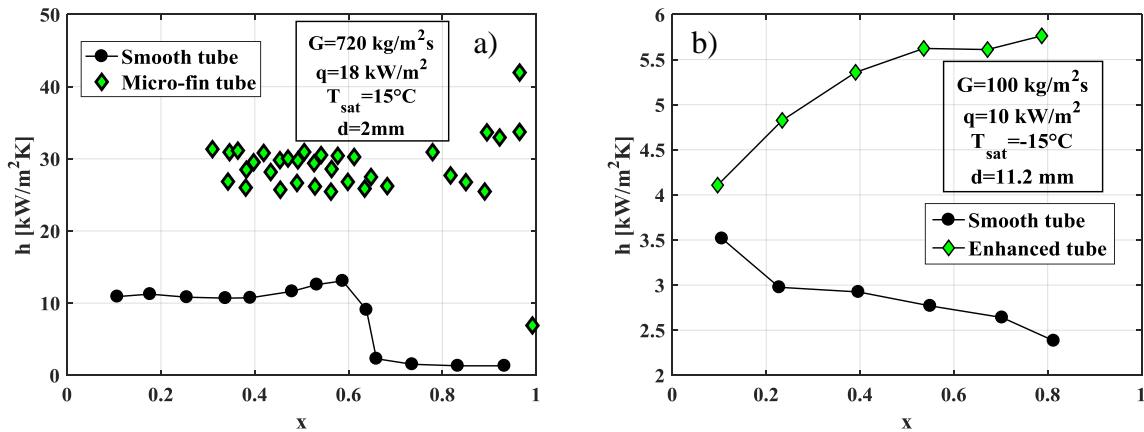 50
40
30
20
10
0
h [kW/m²K]
0 0.2 0.4 0.6 0.8 1
x
Smooth tube
Micro-fin tube
G=720 kg/m²s
q=18 kW/m²
T_sat=15°C
d=2mm
a)
6
5.5
5
4.5
4
3.5
3
2.5
2
h [kW/m²K]
0 0.2 0.4 0.6 0.8 1
x
b)
G=100 kg/m²s
q=10 kW/m²
T_sat=-15°C
d=11.2 mm
Smooth tube
Enhanced tube